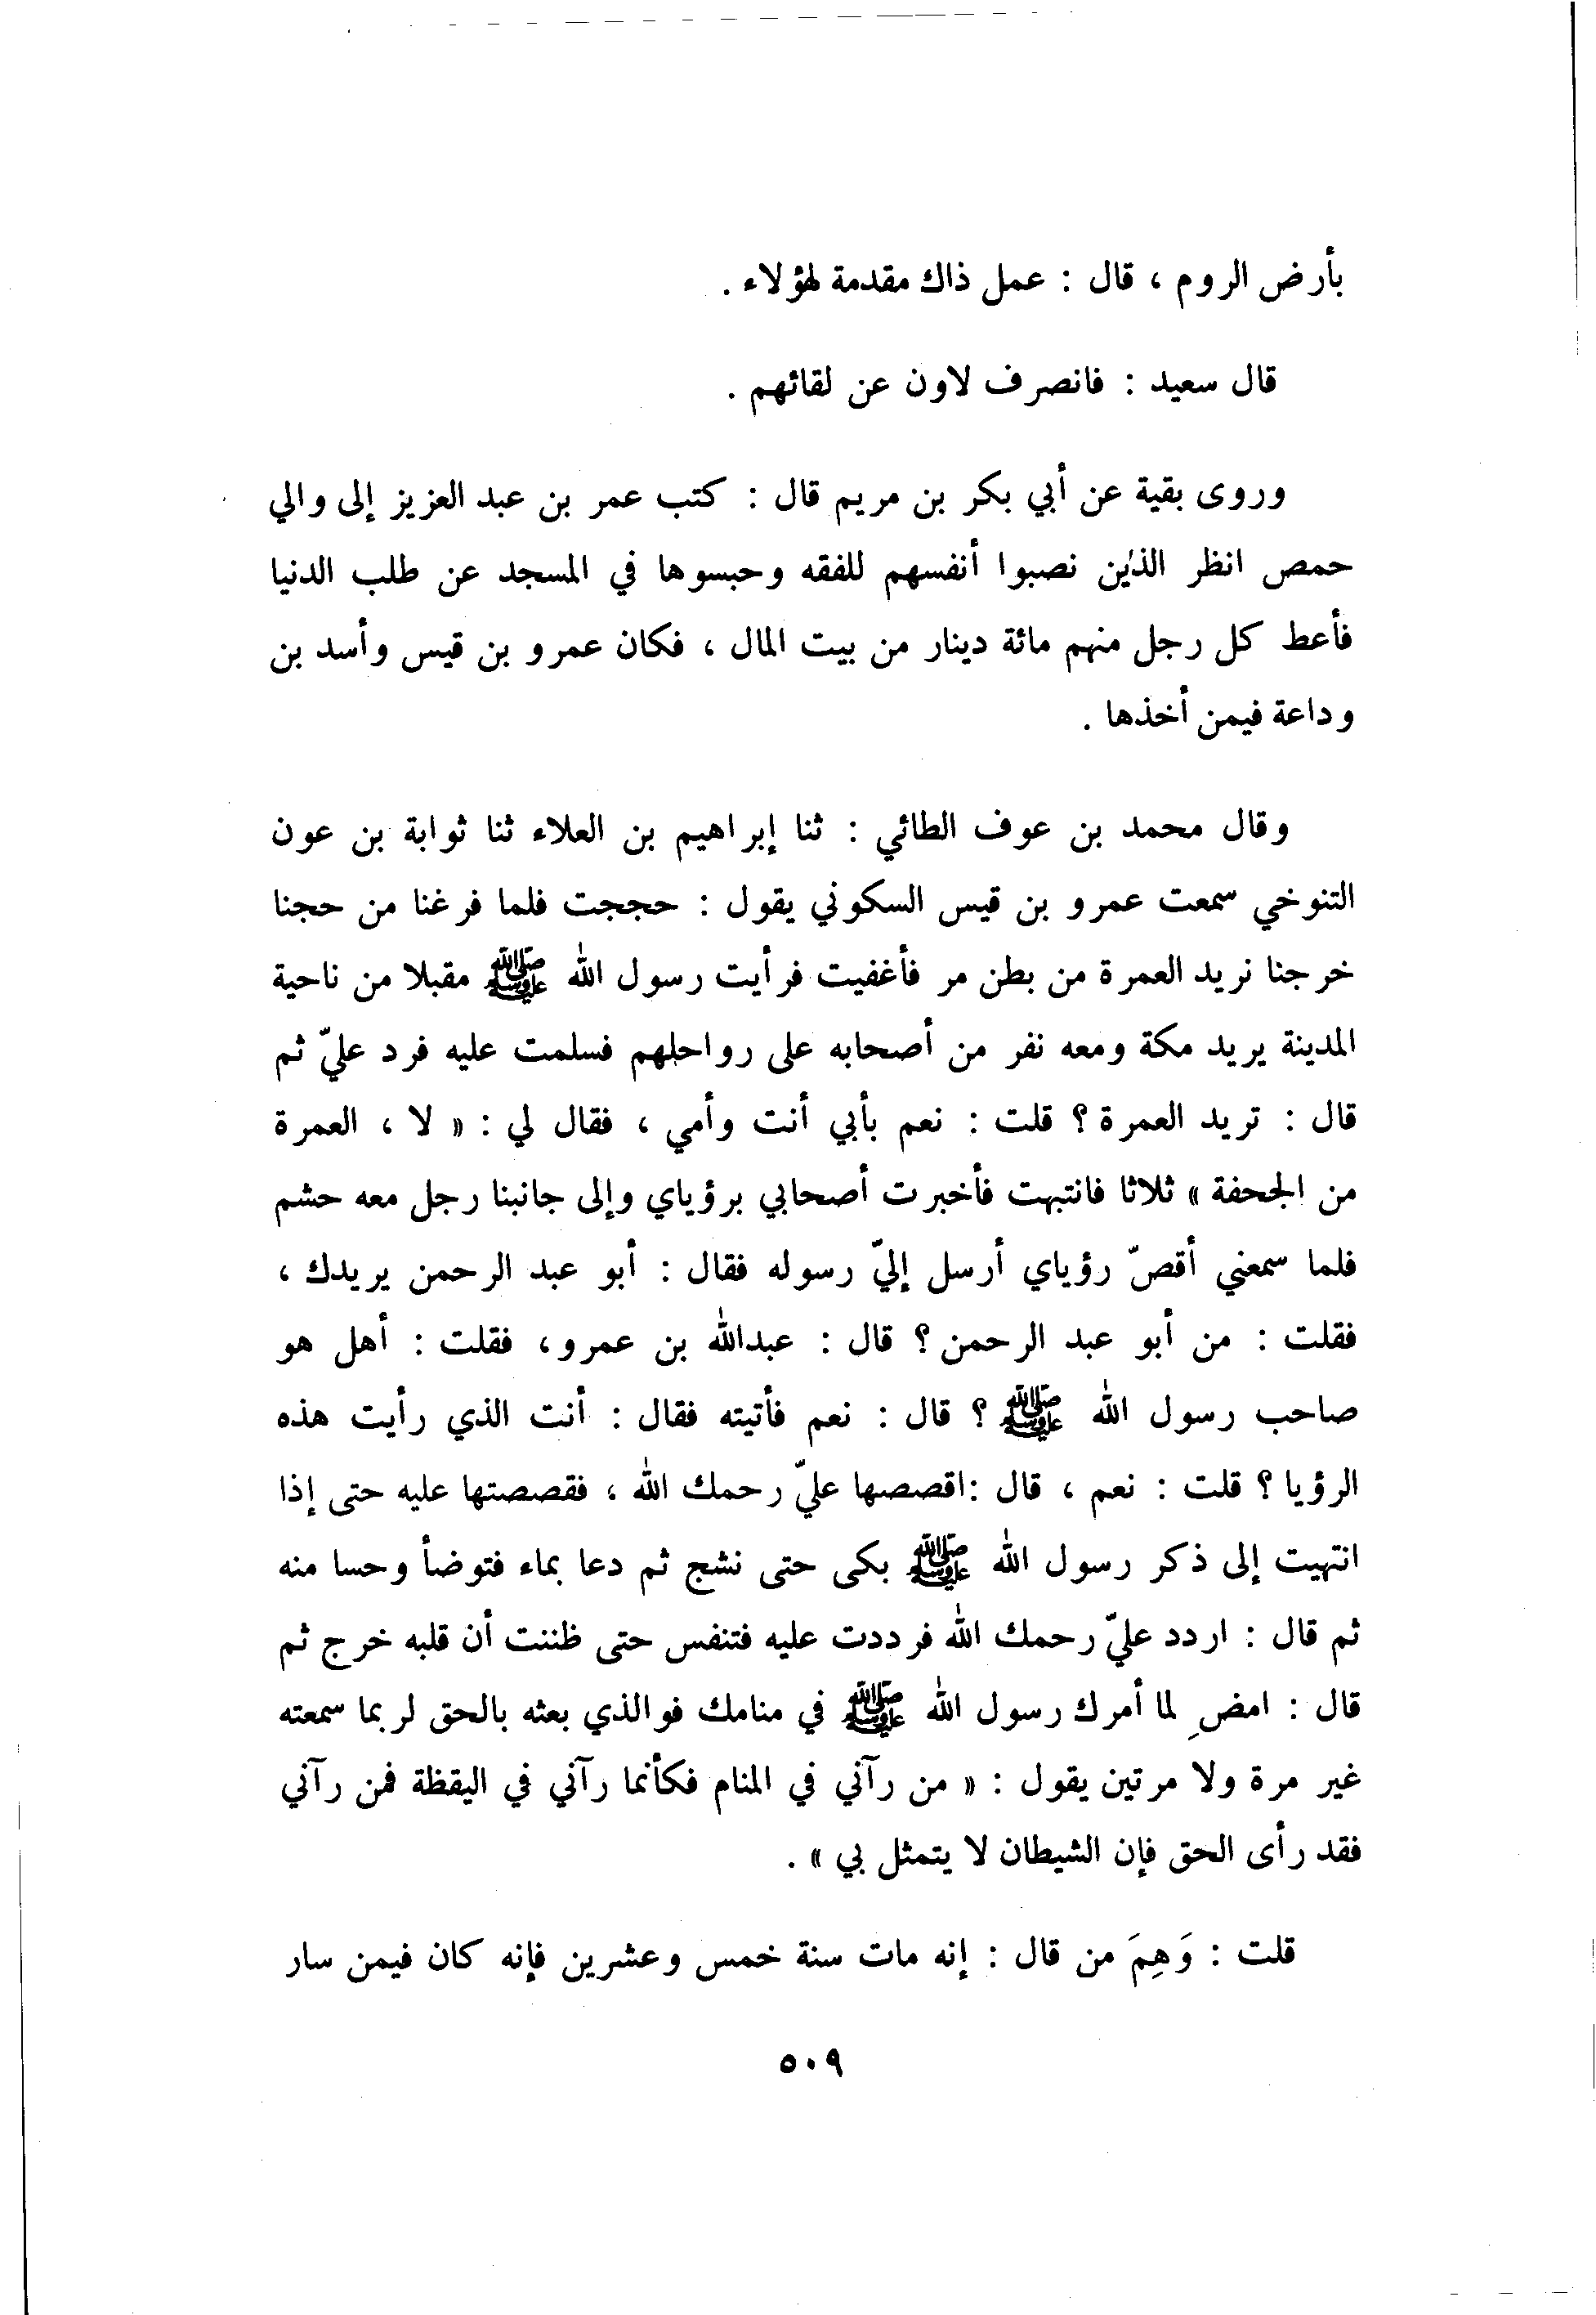 بأرض الروم ، قال : عمل ذاك مقدمة لهؤلاء .
قال سعيد : فانصرف لاون عن لقائهم .
وروى بقية عن أبي بكر بن مريم قال : كتب عمر بن عبد العزيز إلى والي
حمص انظر الذين نصبوا أنفسهم للفقه وحبسوها في المسجد عن طلب الدنيا
فأعط كل رجل منهم مائة دينار من بيت المال ، فكان عمرو بن قيس وأسد بن
وداعة فيمن أخذها .
وقال محمد بن عوف الطائي : ثنا إبراهيم بن العلاء ثنا ثوابة بن عون
التنوخي سمعت عمرو بن قيس السكوني يقول : حججت فلما فرغنا من حجنا
خرجنا نريد العمرة من بطن مر فأغفيت فرأيت رسول الله ﷺ مقبلا من ناحية
المدينة يريد مكة ومعه نفر من أصحابه على رواحلهم فسلمت عليه فرد عليّ ثم
قال : تريد العمرة ؟ قلت : نعم بأبي أنت وأمي ، فقال لي : « لا ، العمرة
من الجحفة » ثلاثا فانتبهت فأخبرت أصحابي برؤياي وإلى جانبنا رجل معه حشم
فلما سمعني أقصّ رؤياي أرسل إليّ رسوله فقال : أبو عبد الرحمن يريدك ،
فقلت : من أبو عبد الرحمن ؟ قال : عبدالله بن عمرو ، فقلت : أهل هو
صاحب رسول الله ﷺ ؟ قال : نعم فأتيته فقال : أنت الذي رأيت هذه
الرؤيا ؟ قلت : نعم ، قال :اقصصها عليّ رحمك الله ، فقصصتها عليه حتى إذا
انتهيت إلى ذكر رسول الله ﷺ بكى حتى نشج ثم دعا بماء فتوضأ وحسا منه
ثم قال : اردد عليّ رحمك الله فرددت عليه فتنفس حتى ظننت أن قلبه خرج ثم
قال : امضِ لما أمرك رسول الله ﷺ في منامك فوالذي بعثه بالحق لربما سمعته
غير مرة ولا مرتين يقول : « من رآني في المنام فكأنما رآني في اليقظة فمن رآني
فقد رأى الحق فإن الشيطان لا يتمثل بي » .
قلت : وَهِمَ من قال : إنه مات سنة خمس وعشرين فإنه كان فيمن سار
٥٠٩